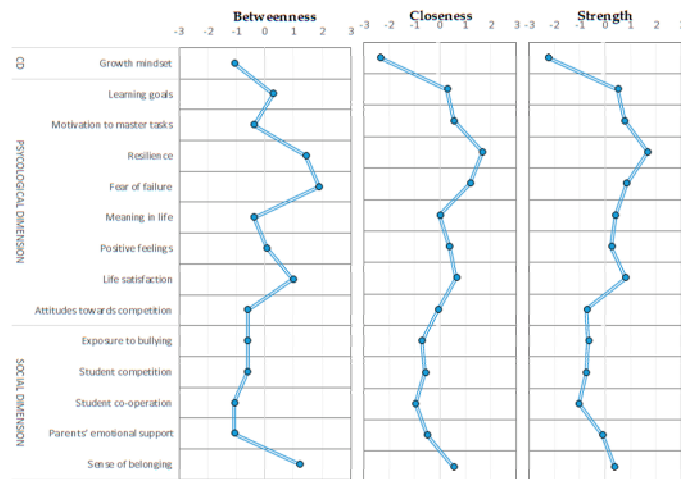 Betweenness
Closeness
Strength
-3 -2 -1 0 1 2 3
-3 -2 -1 0 1 2 3
-3 -2 -1 0 1 2 3
CD
Growth mindset
PSYCOLOGICAL DIMENSION
Learning goals
Motivation to master tasks
Resilience
Fear of failure
Meaning in life
Positive feelings
Life satisfaction
Attitudes towards competition
SOCIAL DIMENSION
Exposure to bullying
Student competition
Student co-operation
Parents' emotional support
Sense of belonging